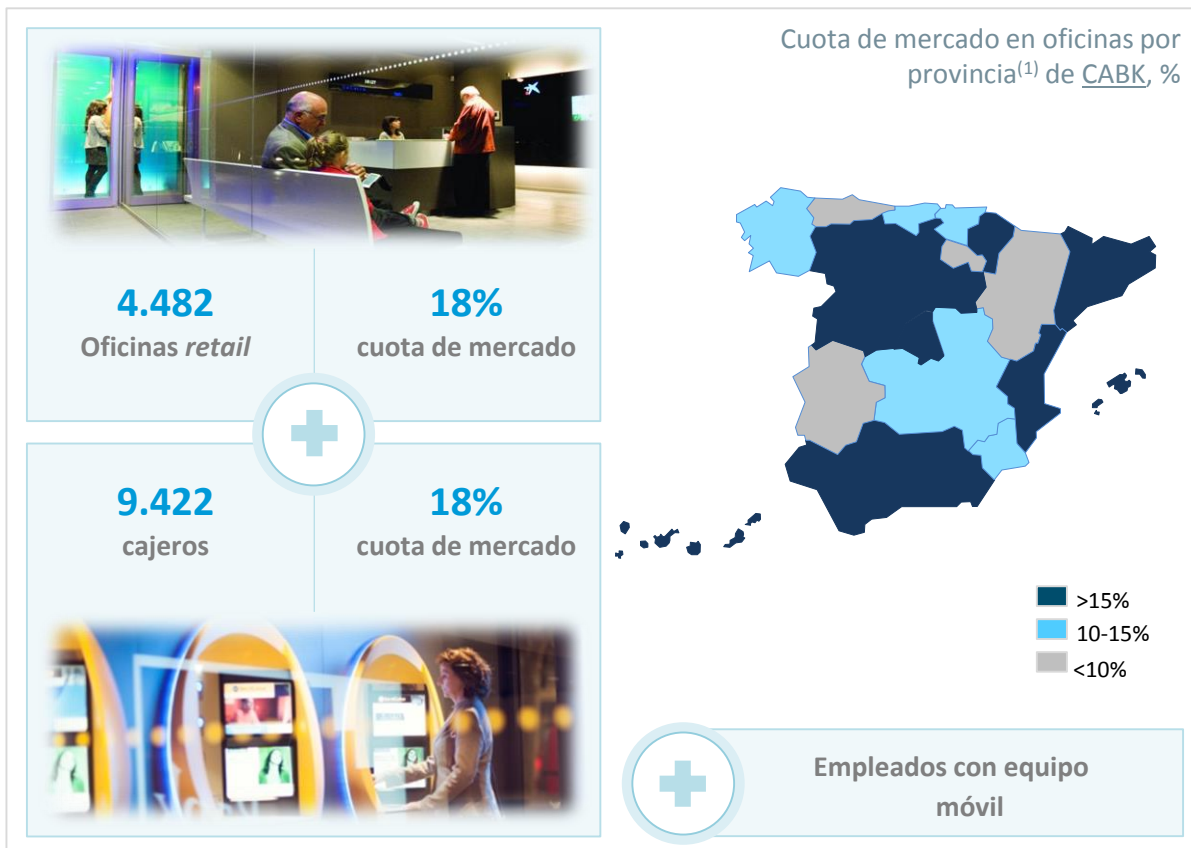 4.482
Oficinas retail
18%
cuota de mercado
9.422
cajeros
18%
cuota de mercado
Cuota de mercado en oficinas por
provincia(1) de CABK, %
>15%
10-15%
<10%
Empleados con equipo
móvil